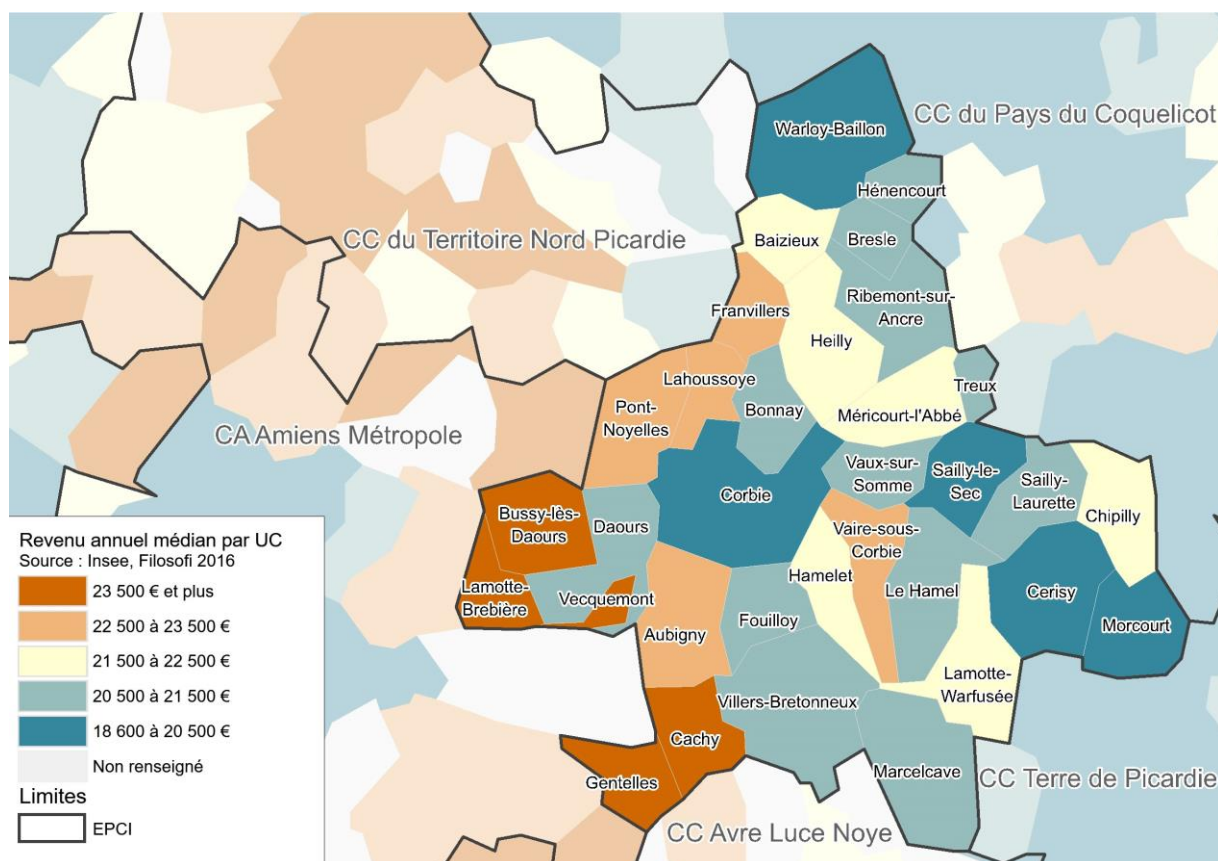 Warloy-Baillon
CC du Pays du Coquelicot
Hénencourt
CC du Territoire Nord Picardie
Baizieux
Bresle
Ribemont-sur-
Ancre
Franvillers
Heilly
Lahoussoye
Treux
Pont-
Noyelles
Bonnay
Méricourt-l'Abbé
CA Amiens Métropole
Vaux-sur-
Somme
Sailly-le-
Sec
Sailly-
Laurette
Corbie
Chipilly
Bussy-lès-
Daours
Daours
Vaire-sous-
Corbie
Hamelet
Le Hamel
Cerisy
Lamotte-
Brebière
Vecquemont
Fouilloy
Morcourt
Aubigny
Lamotte-
Warfusée
Villers-Bretonneux
Cachy
Marcelcave
Gentelles
CC Terre de Picardie
CC Avre Luce Noye
Revenu annuel médian par UC
Source : Insee, Filosofi 2016
23 500 € et plus
22 500 à 23 500 €
21 500 à 22 500 €
20 500 à 21 500 €
18 600 à 20 500 €
Non renseigné
Limites
EPCI